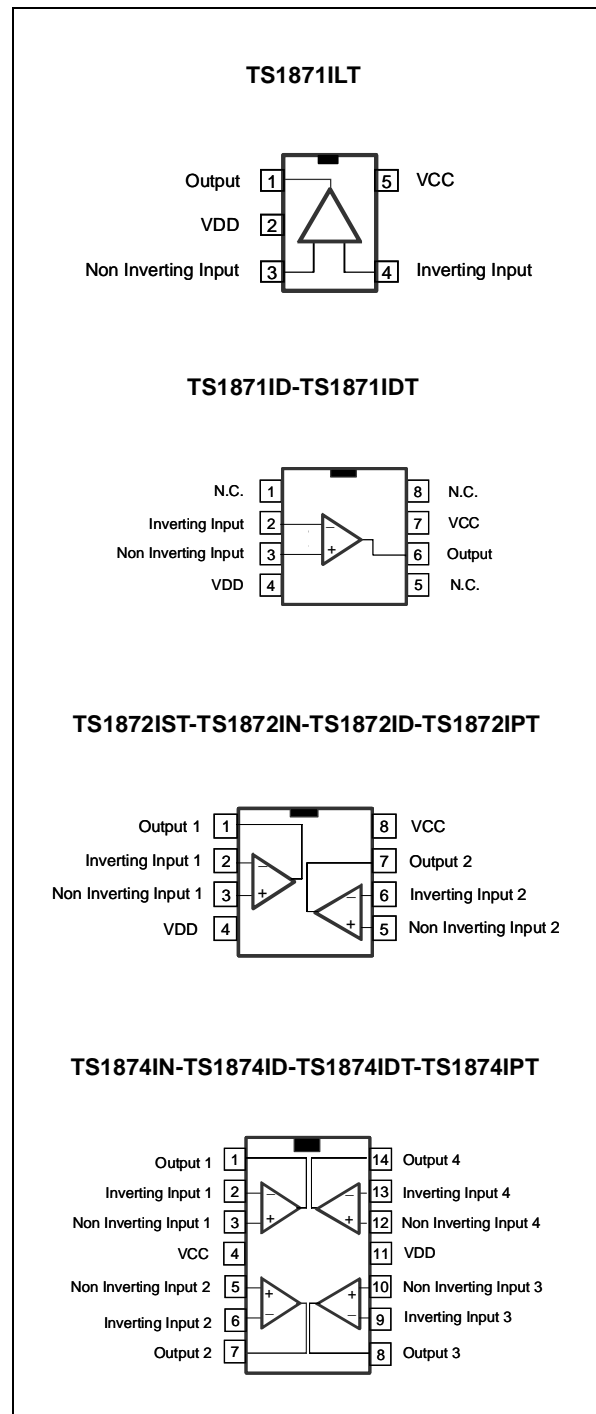 TS1871ILT
Output 1 5 VCC
VDD 2
Non Inverting Input 3 4 Inverting Input
TS1871ID-TS1871IDT
N.C. 1 8 N.C.
Inverting Input 2 _ 7 VCC
Non Inverting Input 3 + 6 Output
VDD 4 5 N.C.
TS1872IST-TS1872IN-TS1872ID-TS1872IPT
Output 1 1 8 VCC
Inverting Input 1 2 _ 7 Output 2
Non Inverting Input 1 3 + _ 6 Inverting Input 2
VDD 4 + 5 Non Inverting Input 2
TS1874IN-TS1874ID-TS1874IDT-TS1874IPT
Output 1 1 14 Output 4
Inverting Input 1 2 _ _ 13 Inverting Input 4
Non Inverting Input 1 3 + + 12 Non Inverting Input 4
VCC 4 11 VDD
Non Inverting Input 2 5 + + 10 Non Inverting Input 3
Inverting Input 2 6 _ _ 9 Inverting Input 3
Output 2 7 8 Output 3